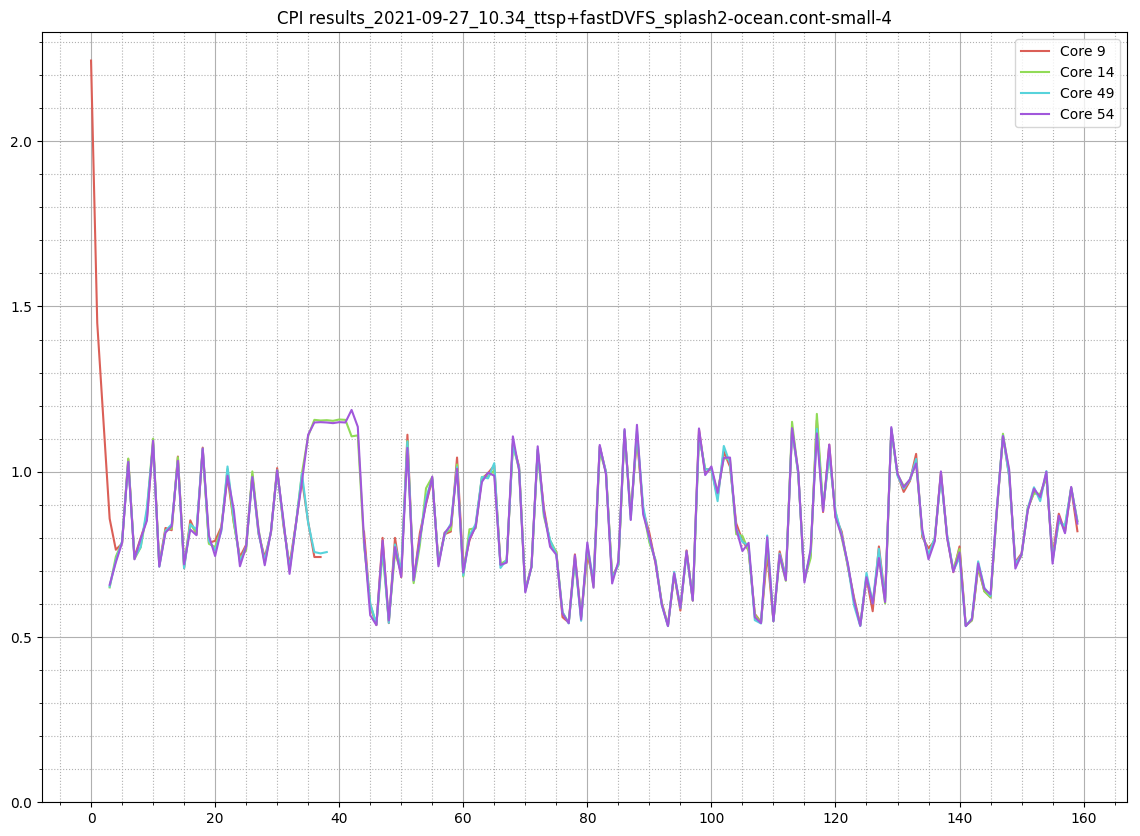 CPI results_2021-09-27_10.34_ttsp+fastDVFS_splash2-ocean.cont-small-4
Core 9
Core 14
Core 49
Core 54
2.0
1.5
1.0
0.5
0.0
0 20 40 60 80 100 120 140 160